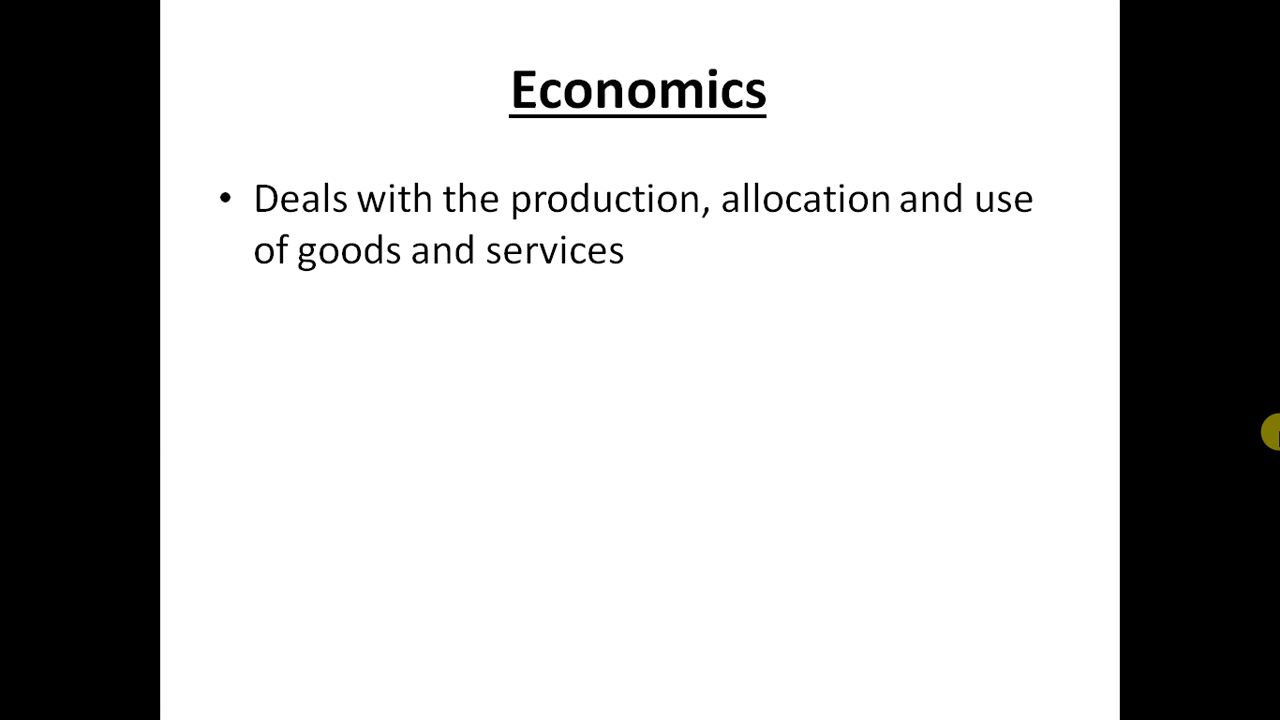 Economics
• Deals with the production, allocation and use
of goods and services